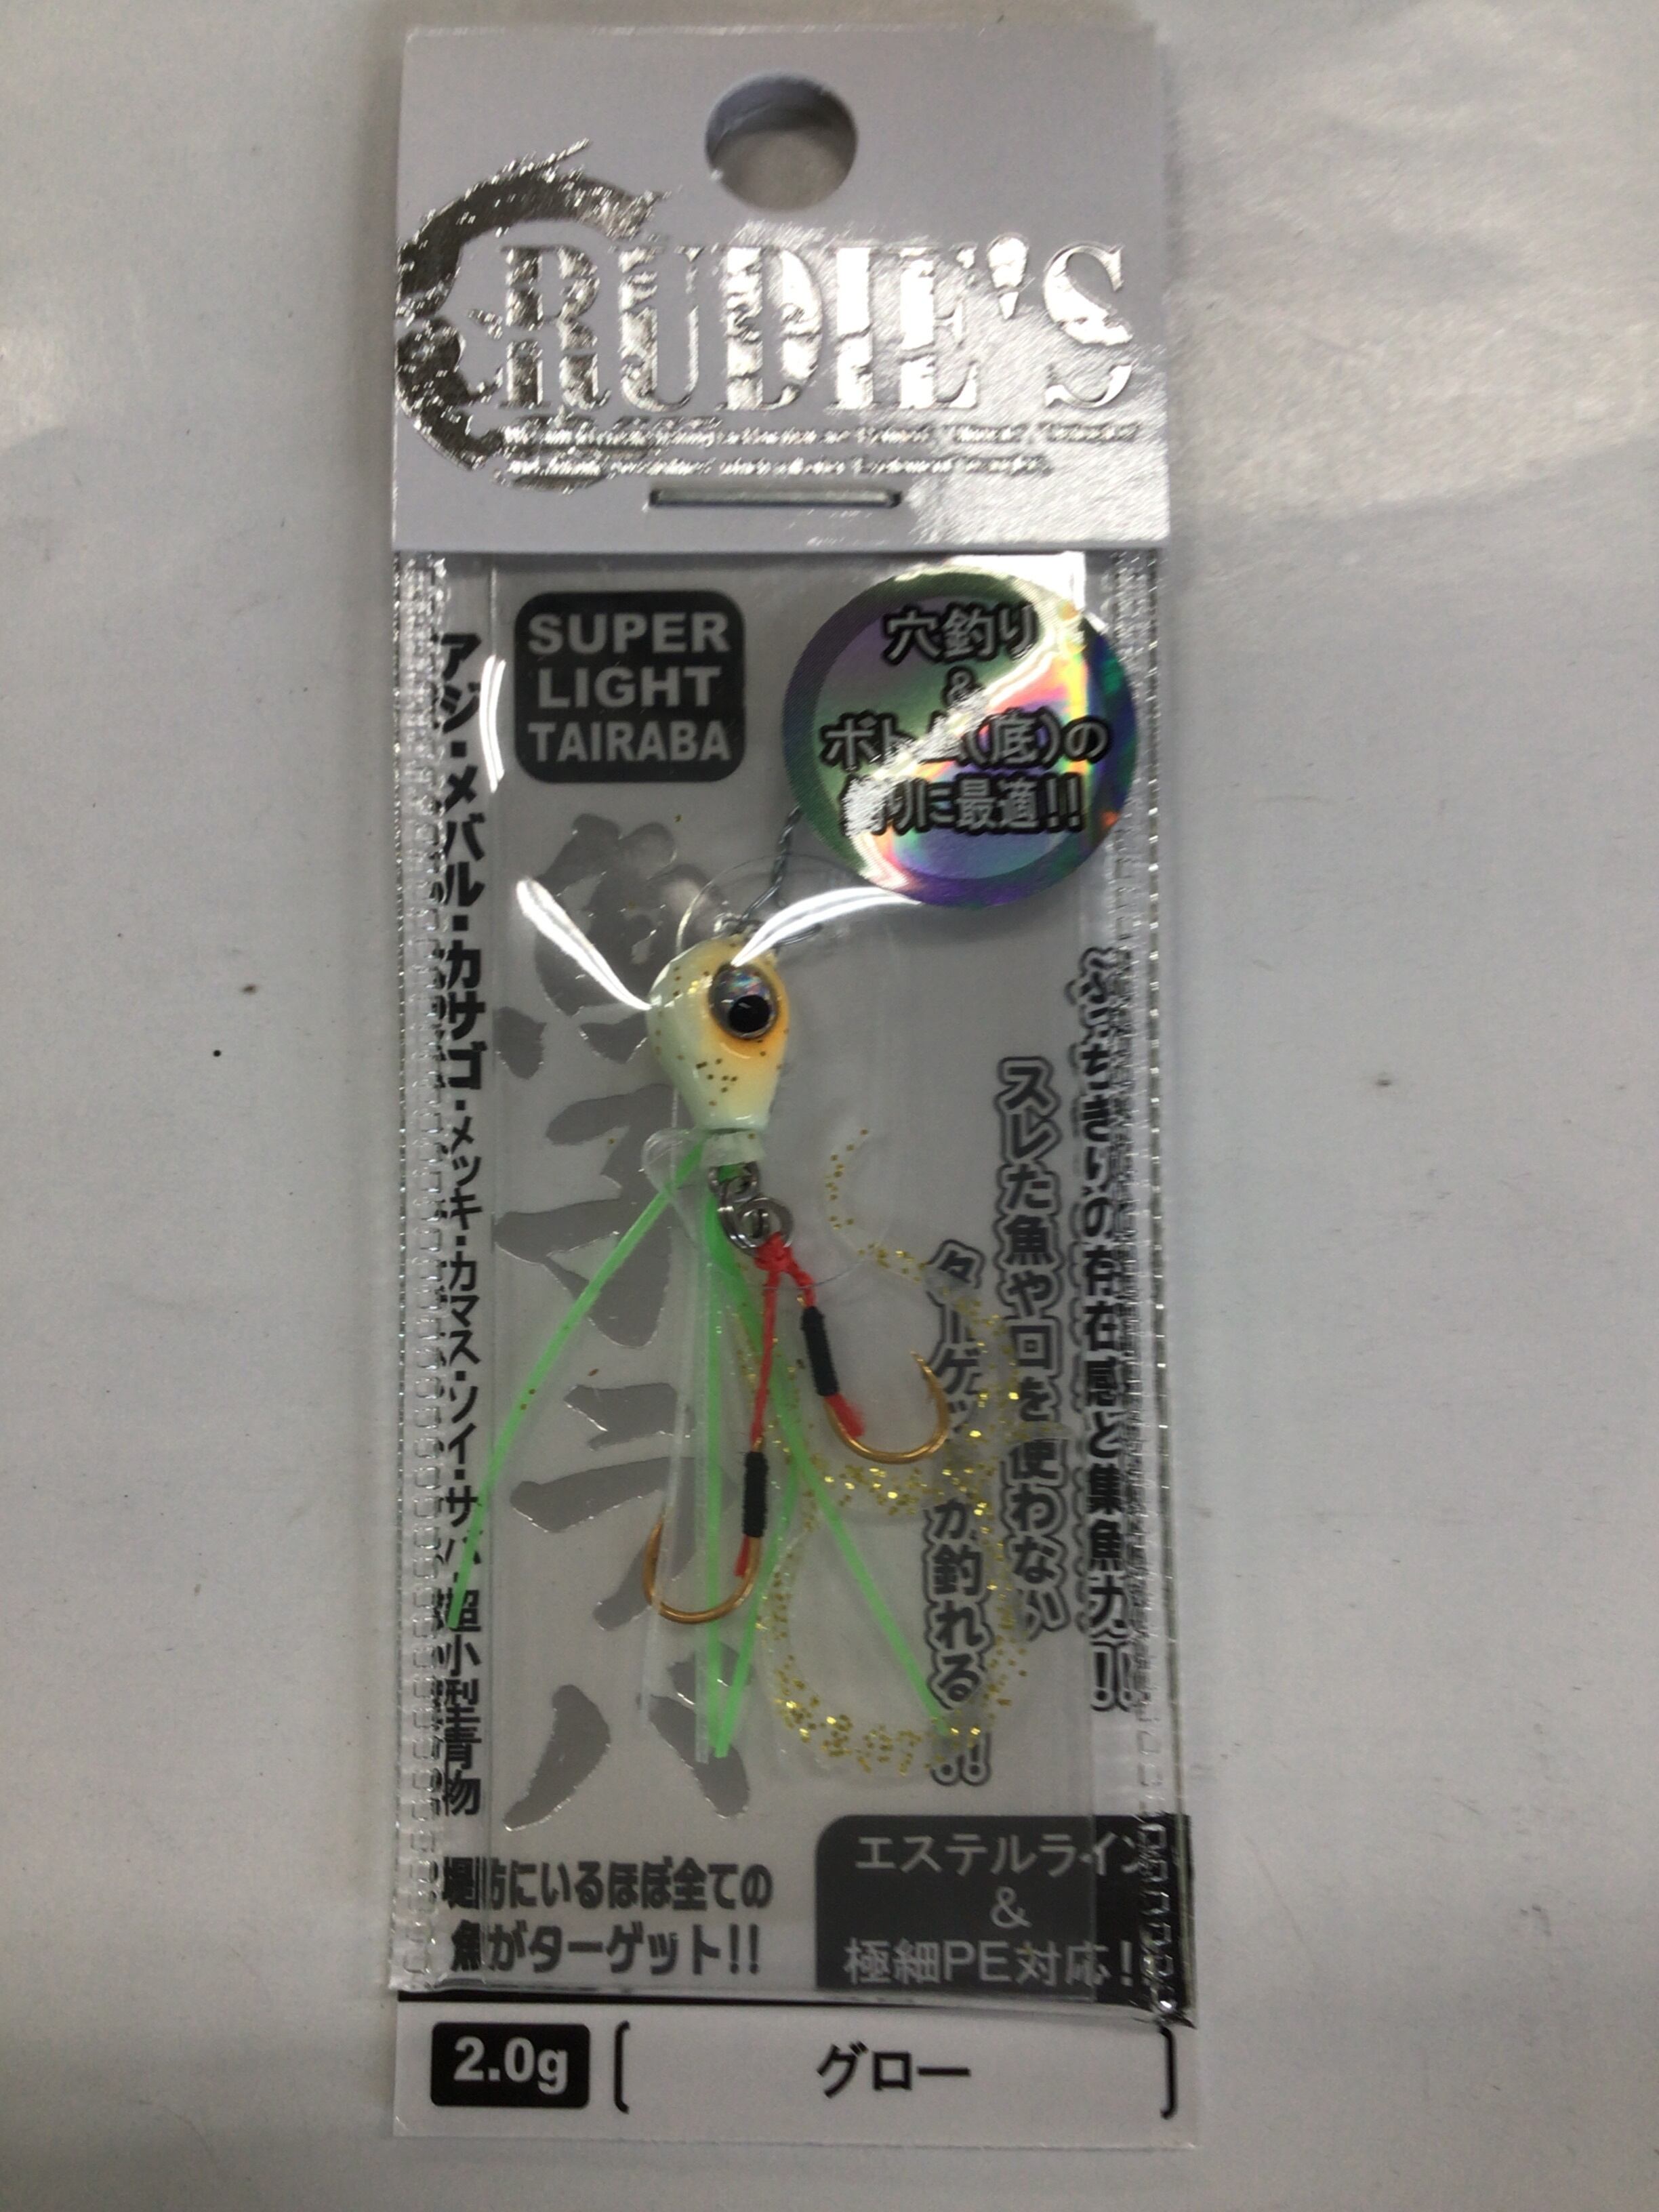 RUDIE'S
SUPER
LIGHT
TAIRABA
穴釣り
&
ボトム(底)の
釣りに最適!!
アジ・メバル・カサゴ・メッキ・カマス・ソイ・サバ・超小型青物
ぶっちぎりの存在感と集魚力!!
スレた魚や口を使わない
ターゲットが釣れる!!
堤防にいるほぼ全ての
魚がターゲット!!
エステルライン
&
極細PE対応!
2.0g
グロー